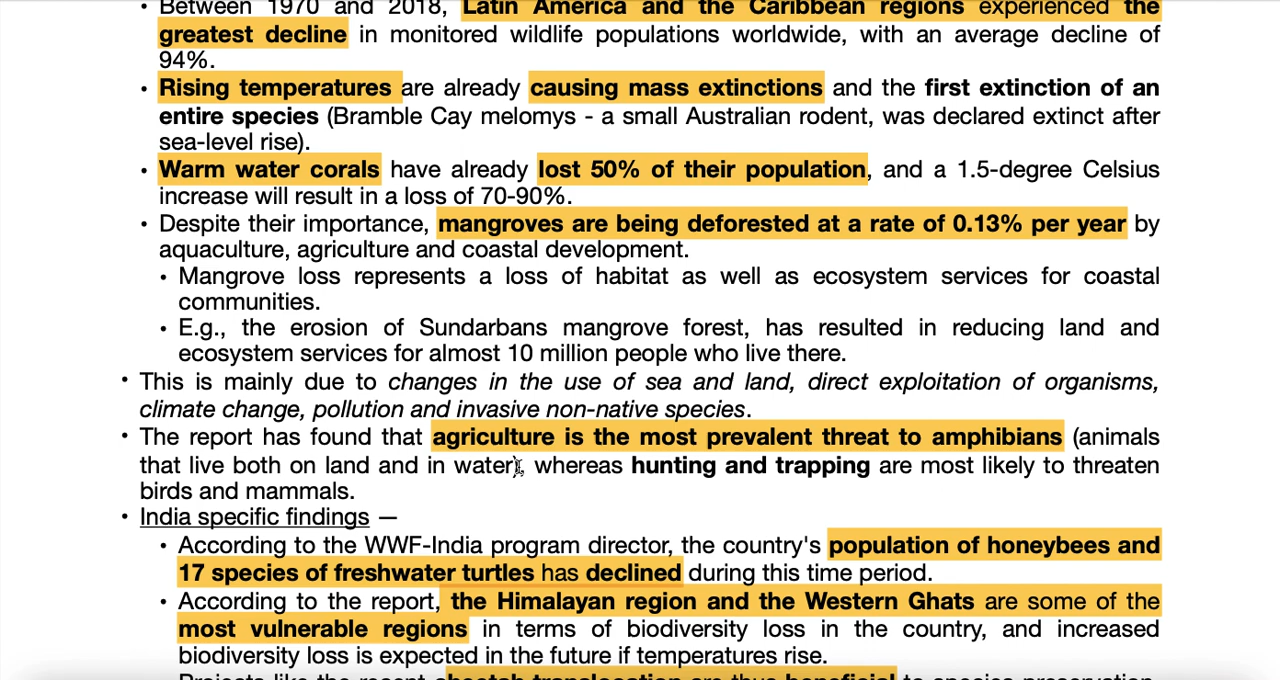 • Between 1970 and 2018, Latin America and the Caribbean regions experienced the
greatest decline in monitored wildlife populations worldwide, with an average decline of
94%.
• Rising temperatures are already causing mass extinctions and the first extinction of an
entire species (Bramble Cay melomys - a small Australian rodent, was declared extinct after
sea-level rise).
• Warm water corals have already lost 50% of their population, and a 1.5-degree Celsius
increase will result in a loss of 70-90%.
• Despite their importance, mangroves are being deforested at a rate of 0.13% per year by
aquaculture, agriculture and coastal development.
• Mangrove loss represents a loss of habitat as well as ecosystem services for coastal
communities.
• E.g., the erosion of Sundarbans mangrove forest, has resulted in reducing land and
ecosystem services for almost 10 million people who live there.
• This is mainly due to changes in the use of sea and land, direct exploitation of organisms,
climate change, pollution and invasive non-native species.
• The report has found that agriculture is the most prevalent threat to amphibians (animals
that live both on land and in water), whereas hunting and trapping are most likely to threaten
birds and mammals.
• India specific findings —
• According to the WWF-India program director, the country's population of honeybees and
17 species of freshwater turtles has declined during this time period.
• According to the report, the Himalayan region and the Western Ghats are some of the
most vulnerable regions in terms of biodiversity loss in the country, and increased
biodiversity loss is expected in the future if temperatures rise.
Projects like the recent cheetah translocation are thus beneficial to species preservation.